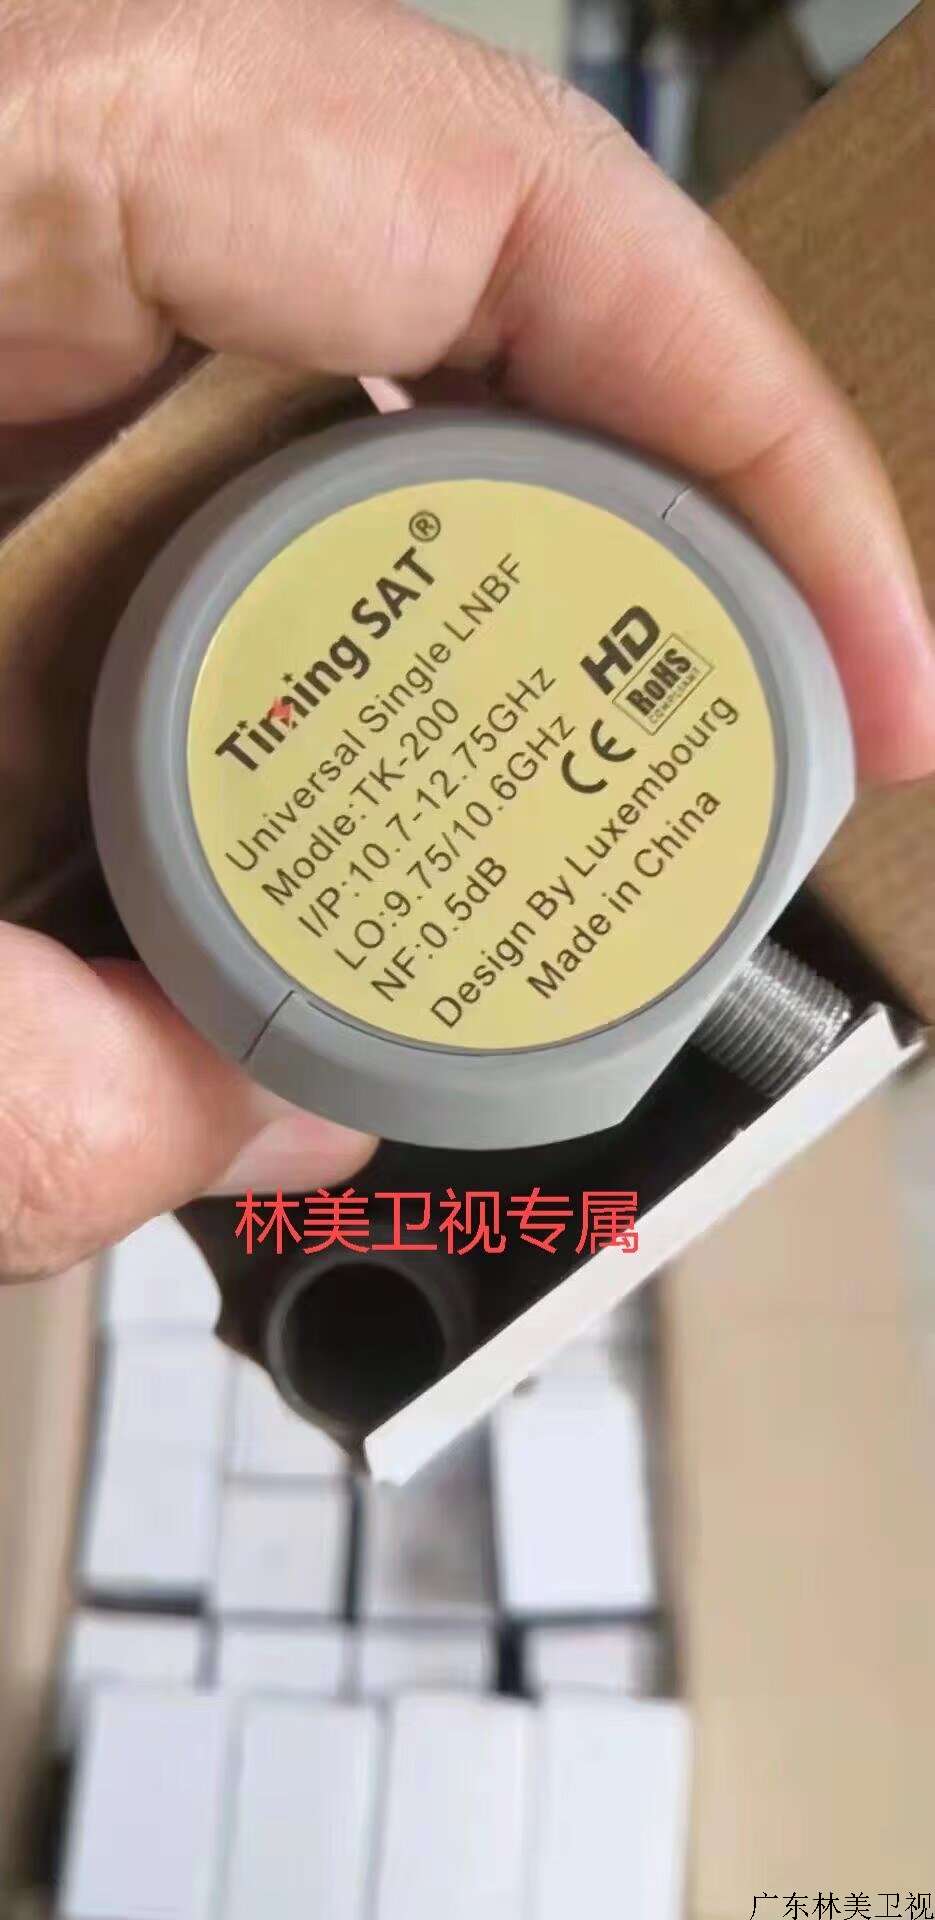 Timing SAT®
Universal Single LNBF
Modle:TK-200
I/P:10.7-12.75GHz
LO:9.75/10.6GHz
NF:0.5dB
HD
RoHS
COMPLIANT
CE
Design By Luxembourg
Made in China
林美卫视专属
广东林美卫视